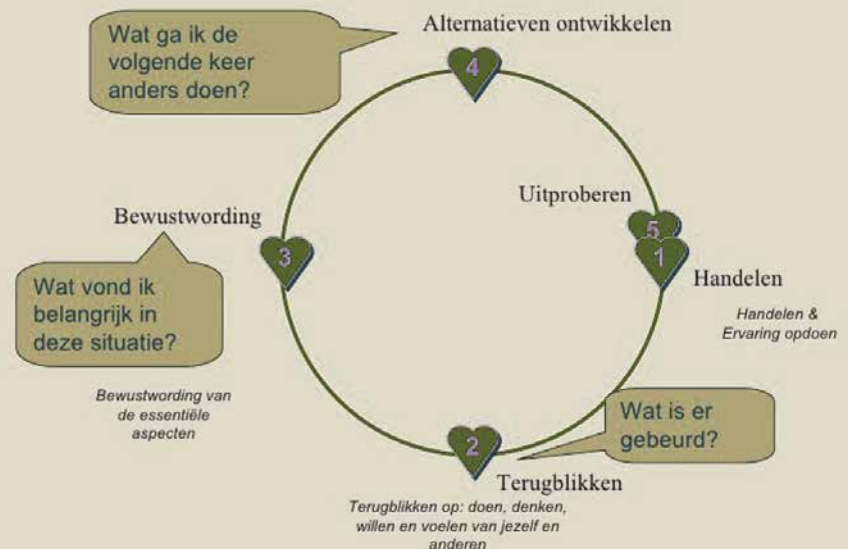 Wat ga ik de
volgende keer
anders doen?
Alternatieven ontwikkelen
4
Uitproberen
5
Bewustwording
3
1
Handelen
Wat vond ik
belangrijk in
deze situatie?
Handelen &
Ervaring opdoen
Bewustwording van
de essentiële
aspecten
Wat is er
gebeurd?
2
Terugblikken
Terugblikken op: doen, denken,
willen en voelen van jezelf en
anderen